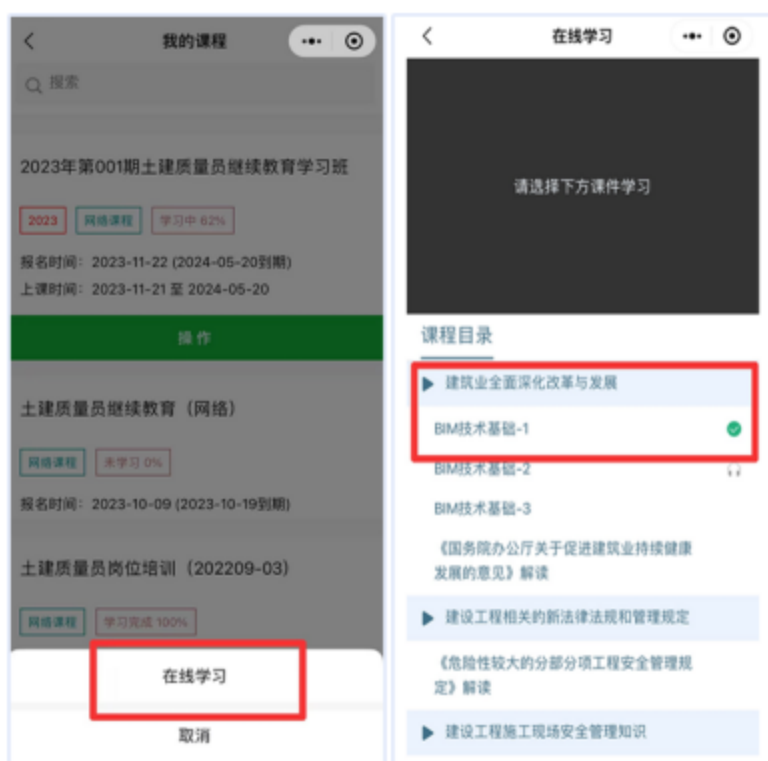 我的课程
搜索
2023年第001期土建质量员继续教育学习班
2023 网络课程 学习中 62%
报名时间：2023-11-22 (2024-05-20到期)
上课时间：2023-11-21 至 2024-05-20
操作
土建质量员继续教育（网络）
网络课程 未学习 0%
报名时间：2023-10-09 (2023-10-19到期)
土建质量员岗位培训（202209-03）
网络课程 学习完成 100%
在线学习
取消
在线学习
请选择下方课件学习
课程目录
建筑业全面深化改革与发展
BIM技术基础-1
BIM技术基础-2
BIM技术基础-3
《国务院办公厅关于促进建筑业持续健康
发展的意见》解读
建设工程相关的新法律法规和管理规定
《危险性较大的分部分项工程安全管理规
定》解读
建设工程施工现场安全管理知识